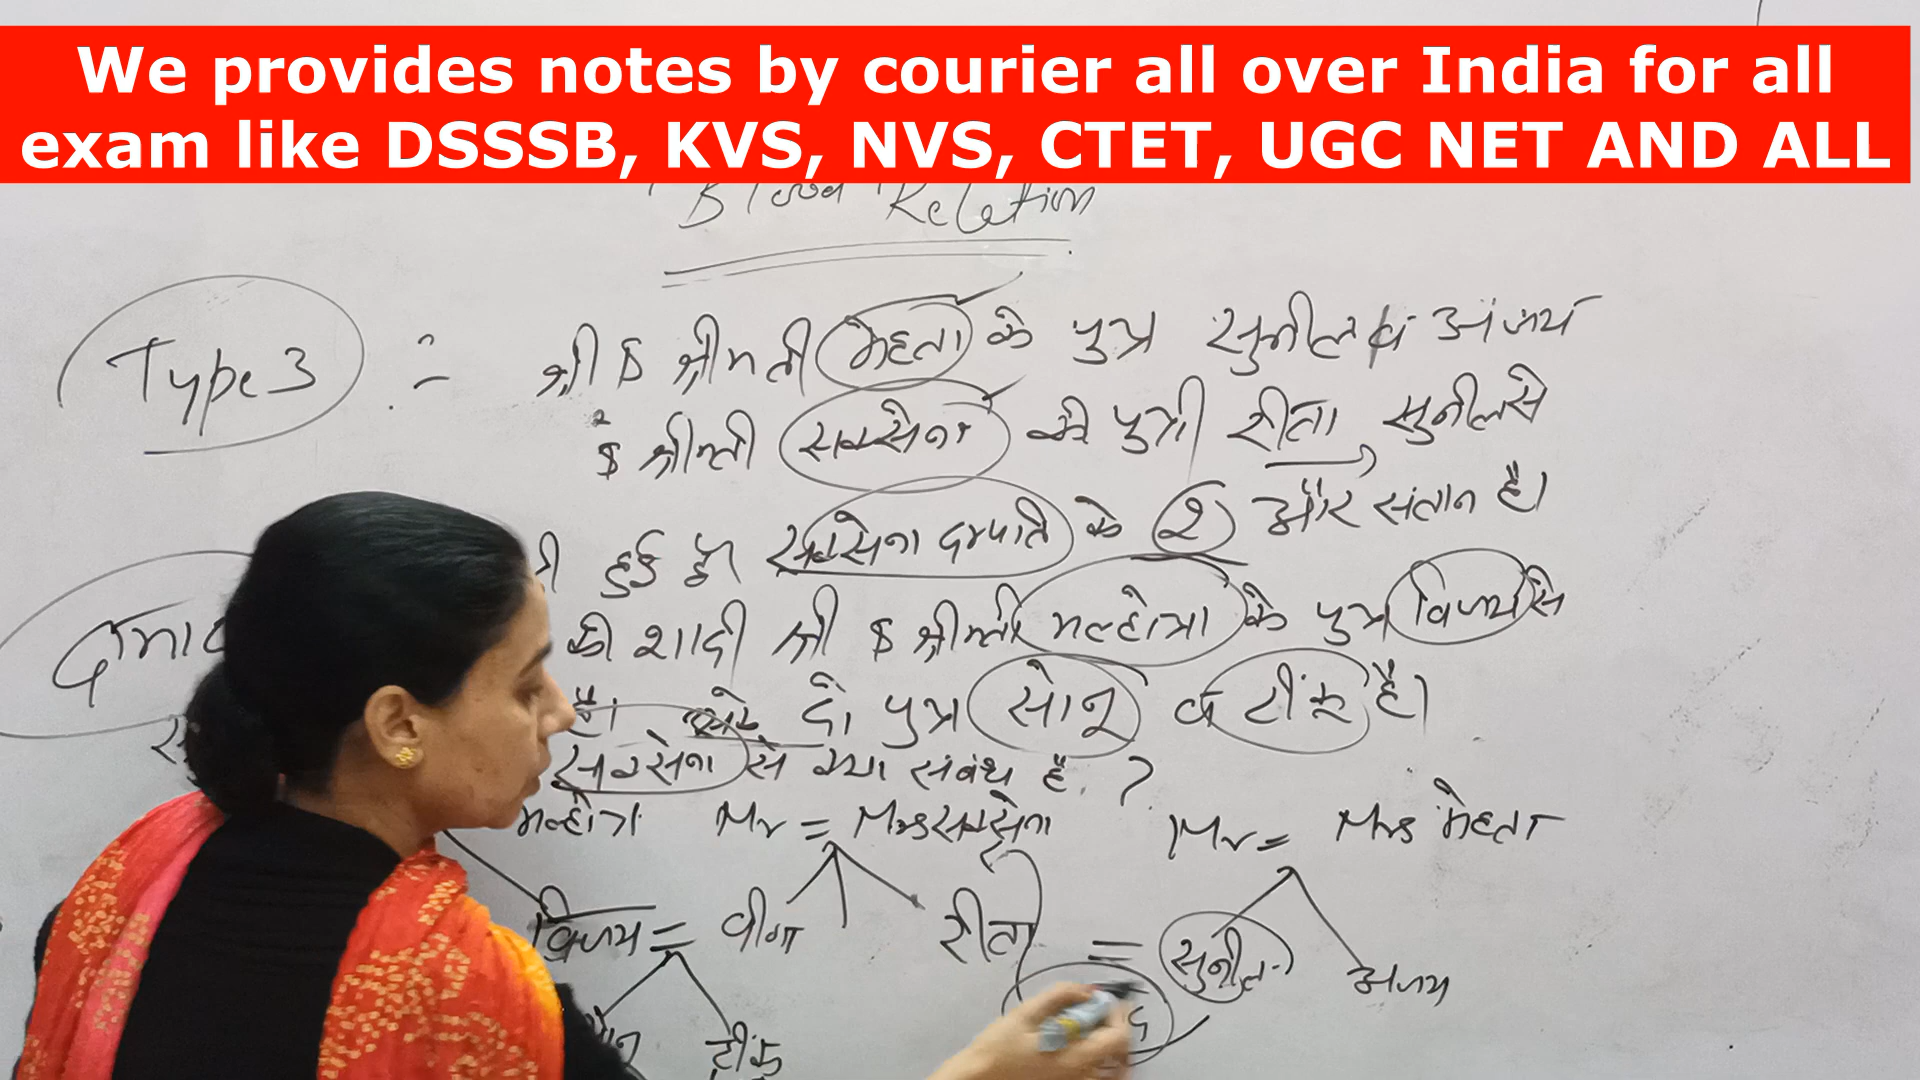 We provides notes by courier all over India for all
exam like DSSSB, KVS, NVS, CTET, UGC NET AND ALL
Blood Relation
Type 3 :- श्री & श्रीमती मेहता के पुत्र सुनील व अजय
& श्रीमती सक्सेना की पुत्री रीता सुनील से
हुई है। सक्सेना दम्पति के 2 और संतान है।
की शादी श्री & श्रीमती मल्होत्रा के पुत्र विजय से
है। दो पुत्र सोनू व टींकू है।
सक्सेना से क्या संबंध है ?
मल्होत्रा Mr = Mrs सक्सेना Mr = Mrs मेहता
विजय = वीना रीता = सुनील अजय
टींकू